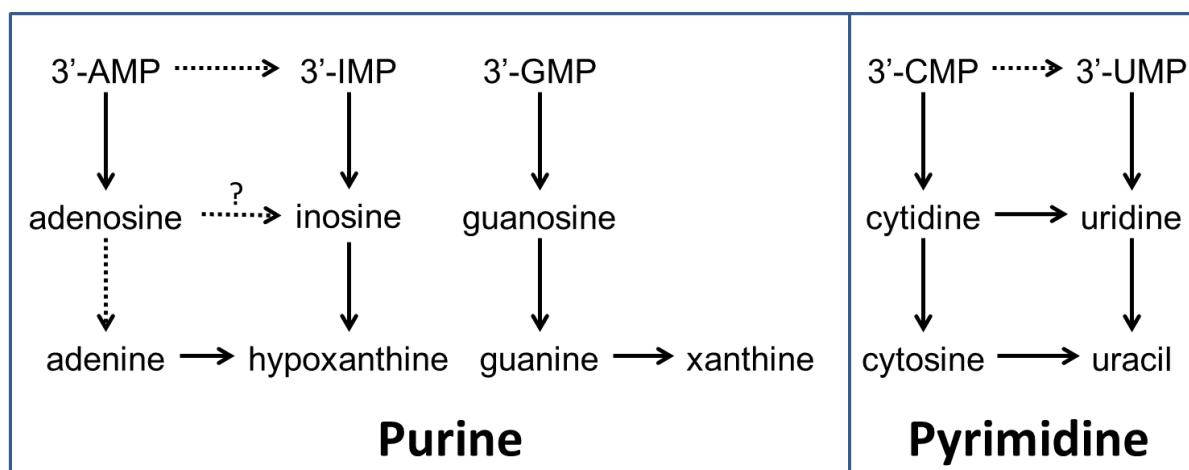 3’-AMP 3’-IMP 3’-GMP 3’-CMP 3’-UMP
?
adenosine inosine guanosine cytidine uridine
adenine hypoxanthine guanine xanthine cytosine uracil
Purine Pyrimidine